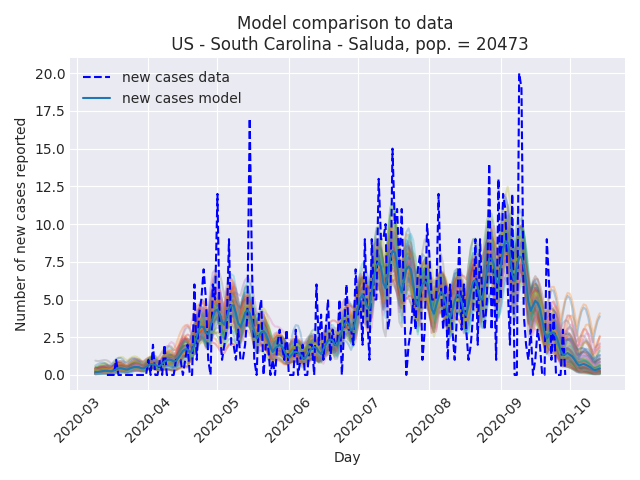 Model comparison to data
US - South Carolina - Saluda, pop. = 20473
new cases data
new cases model
Number of new cases reported
20.0
17.5
15.0
12.5
10.0
7.5
5.0
2.5
0.0
2020-03
2020-04
2020-05
2020-06
2020-07
2020-08
2020-09
2020-10
Day